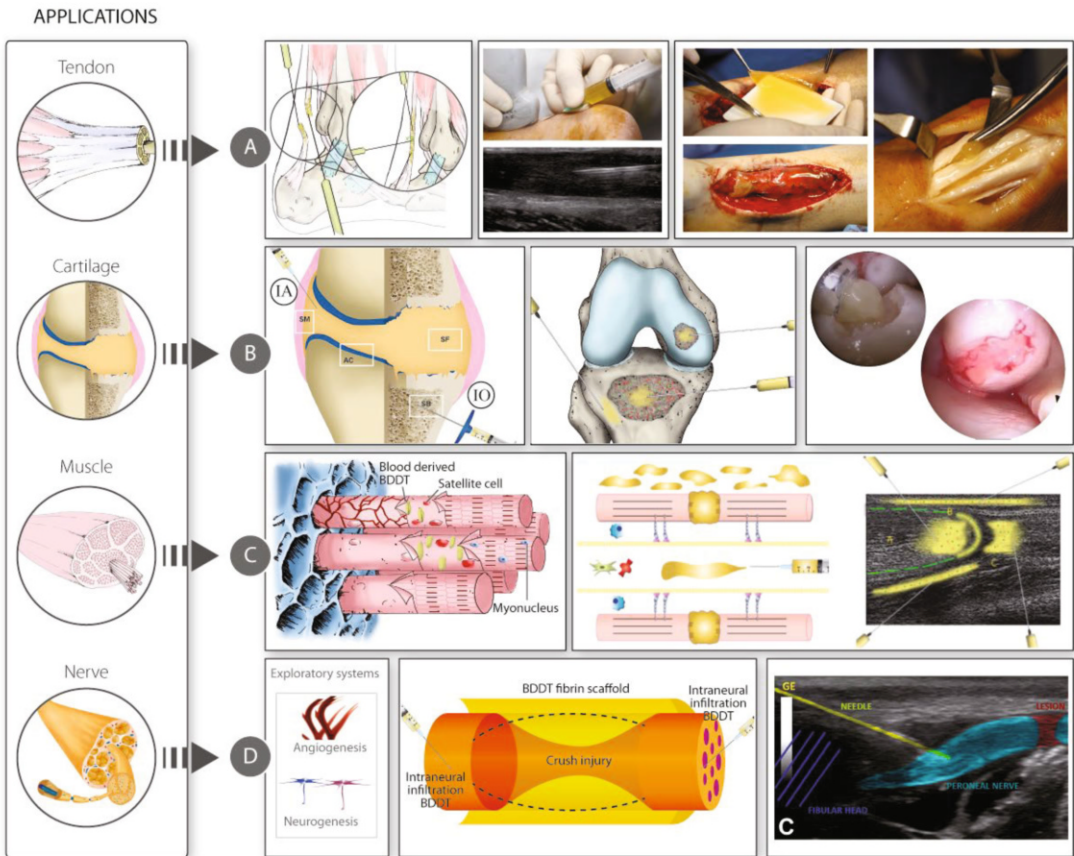 APPLICATIONS
Tendon
A
Cartilage
B
IA
SM
SF
AC
SB
IO
Muscle
C
Blood derived
BDDT
Satellite cell
Myonucleus
B
C
Nerve
D
Exploratory systems
Angiogenesis
Neurogenesis
BDDT fibrin scaffold
Intraneural
infiltration
BDDT
Crush injury
Intraneural
infiltration
BDDT
GE
NEEDLE
LESION
PERONEAL NERVE
FIBULAR HEAD
C